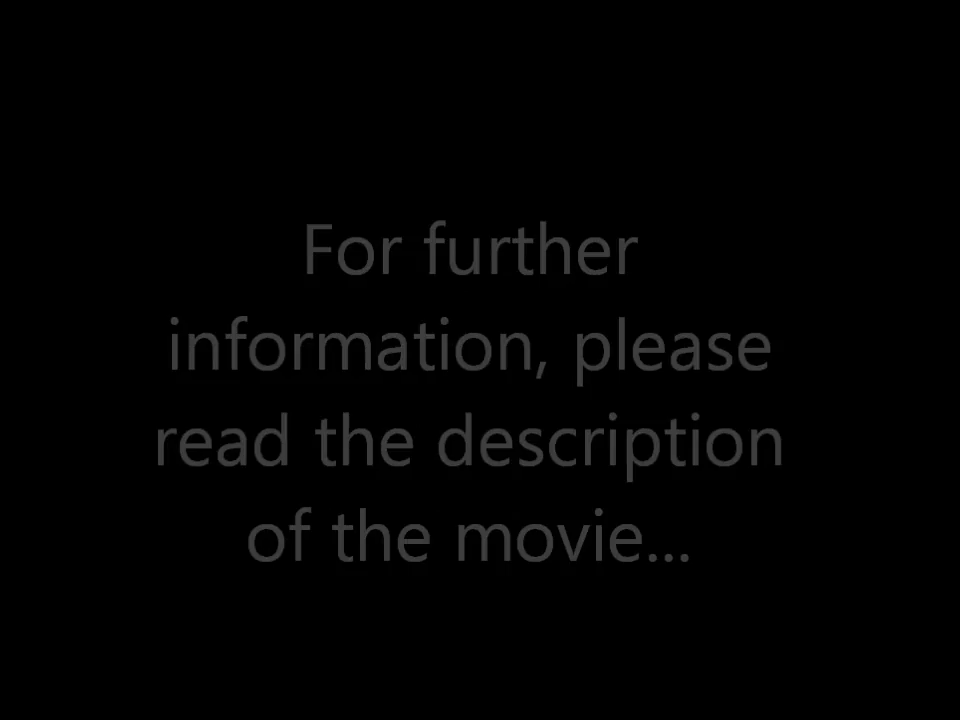 For further
information, please
read the description
of the movie...